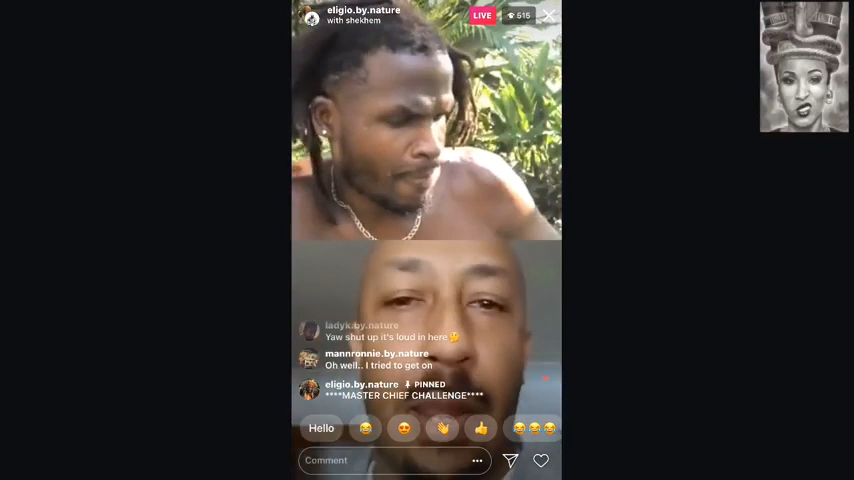 eligio.by.nature
with shekhem
LIVE
515
ladyk.by.nature
Yaw shut up it's loud in here🤔
mannronnie.by.nature
Oh well.. I tried to get on
eligio.by.nature PINNED
****MASTER CHIEF CHALLENGE****
Hello 😂 😍 👋 👍 😂😂😂
Comment